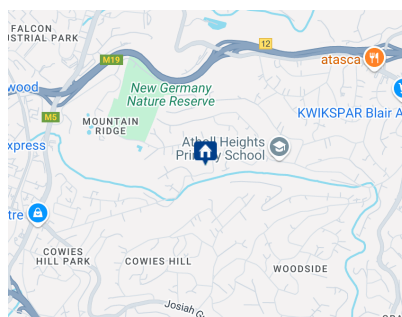 FALCON
INDUSTRIAL PARK
M19
12
atasca
New Germany
Nature Reserve
wood
KWIKSPAR Blair A
M5
MOUNTAIN
RIDGE
Atholl Heights
Primary School
xpress
tre
COWIES
HILL PARK
COWIES HILL
WOODSIDE
Josiah G